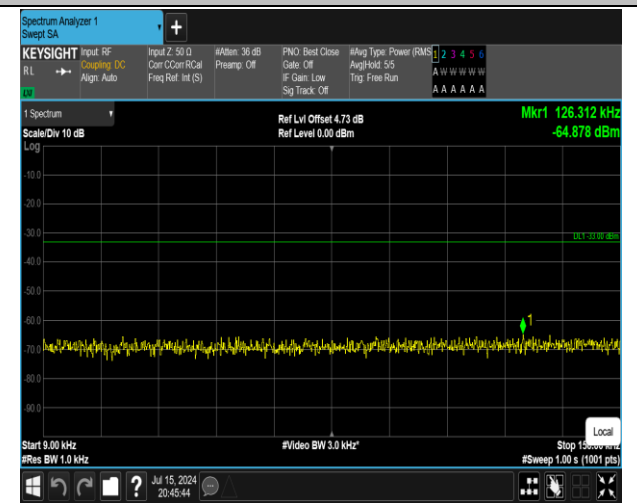 Spectrum Analyzer 1
Swept SA
+
KEYSIGHT Input: RF Input Z: 50 Ω #Atten: 36 dB PNO: Best Close #Avg Type: Power (RMS 1 2 3 4 5 6
RL Coupling: DC Corr CCorr RCal Preamp: Off Gate: Off Avg|Hold: 5/5 A W W W W W
Align: Auto Freq Ref: Int (S) IF Gain: Low Trig: Free Run
Sig Track: Off A A A A A A
1 Spectrum Ref Lvl Offset 4.73 dB Mkr1 126.312 kHz
Scale/Div 10 dB Ref Level 0.00 dBm -64.878 dBm
Log
-10.0
-20.0
-30.0
DL1 -33.00 dBm
-40.0
-50.0
-60.0
1
-70.0
-80.0
-90.0
Local
Start 9.00 kHz #Video BW 3.0 kHz* Stop
#Res BW 1.0 kHz #Sweep 1.00 s (1001 pts)
? Jul 15, 2024
20:45:44